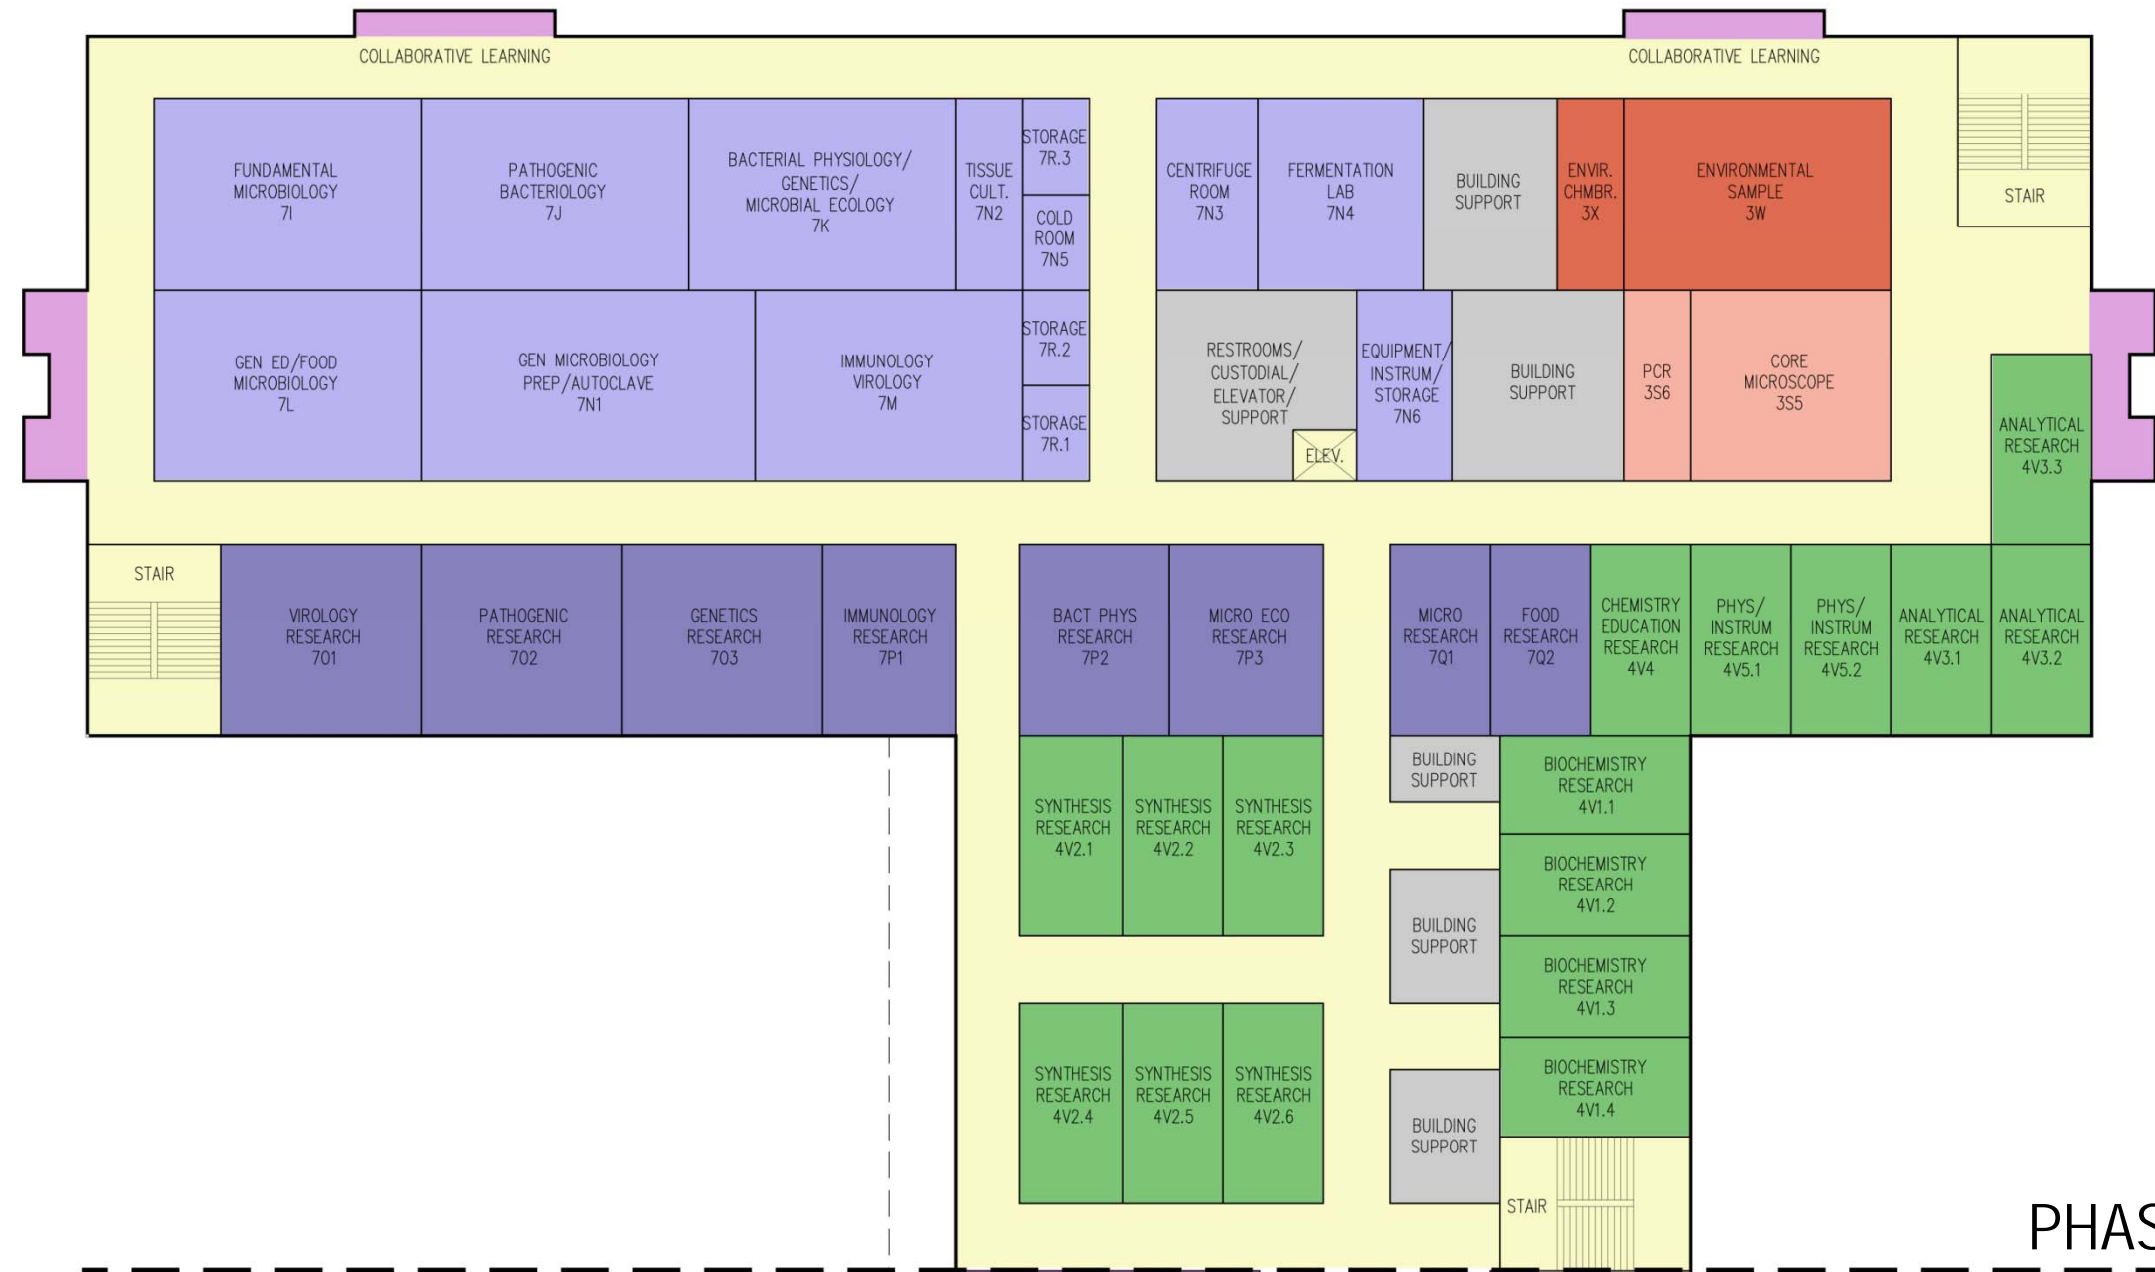 COLLABORATIVE LEARNING
COLLABORATIVE LEARNING
FUNDAMENTAL
MICROBIOLOGY
7I
PATHOGENIC
BACTERIOLOGY
7J
BACTERIAL PHYSIOLOGY/
GENETICS/
MICROBIAL ECOLOGY
7K
TISSUE
CULT.
7N2
STORAGE
7R.3
COLD
ROOM
7N5
CENTRIFUGE
ROOM
7N3
FERMENTATION
LAB
7N4
BUILDING
SUPPORT
ENVIR.
CHMBR.
3X
ENVIRONMENTAL
SAMPLE
3W
STAIR
GEN ED/FOOD
MICROBIOLOGY
7L
GEN MICROBIOLOGY
PREP/AUTOCLAVE
7N1
IMMUNOLOGY
VIROLOGY
7M
STORAGE
7R.2
STORAGE
7R.1
RESTROOMS/
CUSTODIAL/
ELEVATOR/
SUPPORT
ELEV.
EQUIPMENT/
INSTRUM/
STORAGE
7N6
BUILDING
SUPPORT
PCR
3S6
CORE
MICROSCOPE
3S5
ANALYTICAL
RESEARCH
4V3.3
STAIR
VIROLOGY
RESEARCH
7O1
PATHOGENIC
RESEARCH
7O2
GENETICS
RESEARCH
7O3
IMMUNOLOGY
RESEARCH
7P1
BACT PHYS
RESEARCH
7P2
MICRO ECO
RESEARCH
7P3
MICRO
RESEARCH
7Q1
FOOD
RESEARCH
7Q2
CHEMISTRY
EDUCATION
RESEARCH
4V4
PHYS/
INSTRUM
RESEARCH
4V5.1
PHYS/
INSTRUM
RESEARCH
4V5.2
ANALYTICAL
RESEARCH
4V3.1
ANALYTICAL
RESEARCH
4V3.2
SYNTHESIS
RESEARCH
4V2.1
SYNTHESIS
RESEARCH
4V2.2
SYNTHESIS
RESEARCH
4V2.3
BUILDING
SUPPORT
BIOCHEMISTRY
RESEARCH
4V1.1
BIOCHEMISTRY
RESEARCH
4V1.2
BUILDING
SUPPORT
BIOCHEMISTRY
RESEARCH
4V1.3
SYNTHESIS
RESEARCH
4V2.4
SYNTHESIS
RESEARCH
4V2.5
SYNTHESIS
RESEARCH
4V2.6
BUILDING
SUPPORT
BIOCHEMISTRY
RESEARCH
4V1.4
STAIR
PHAS